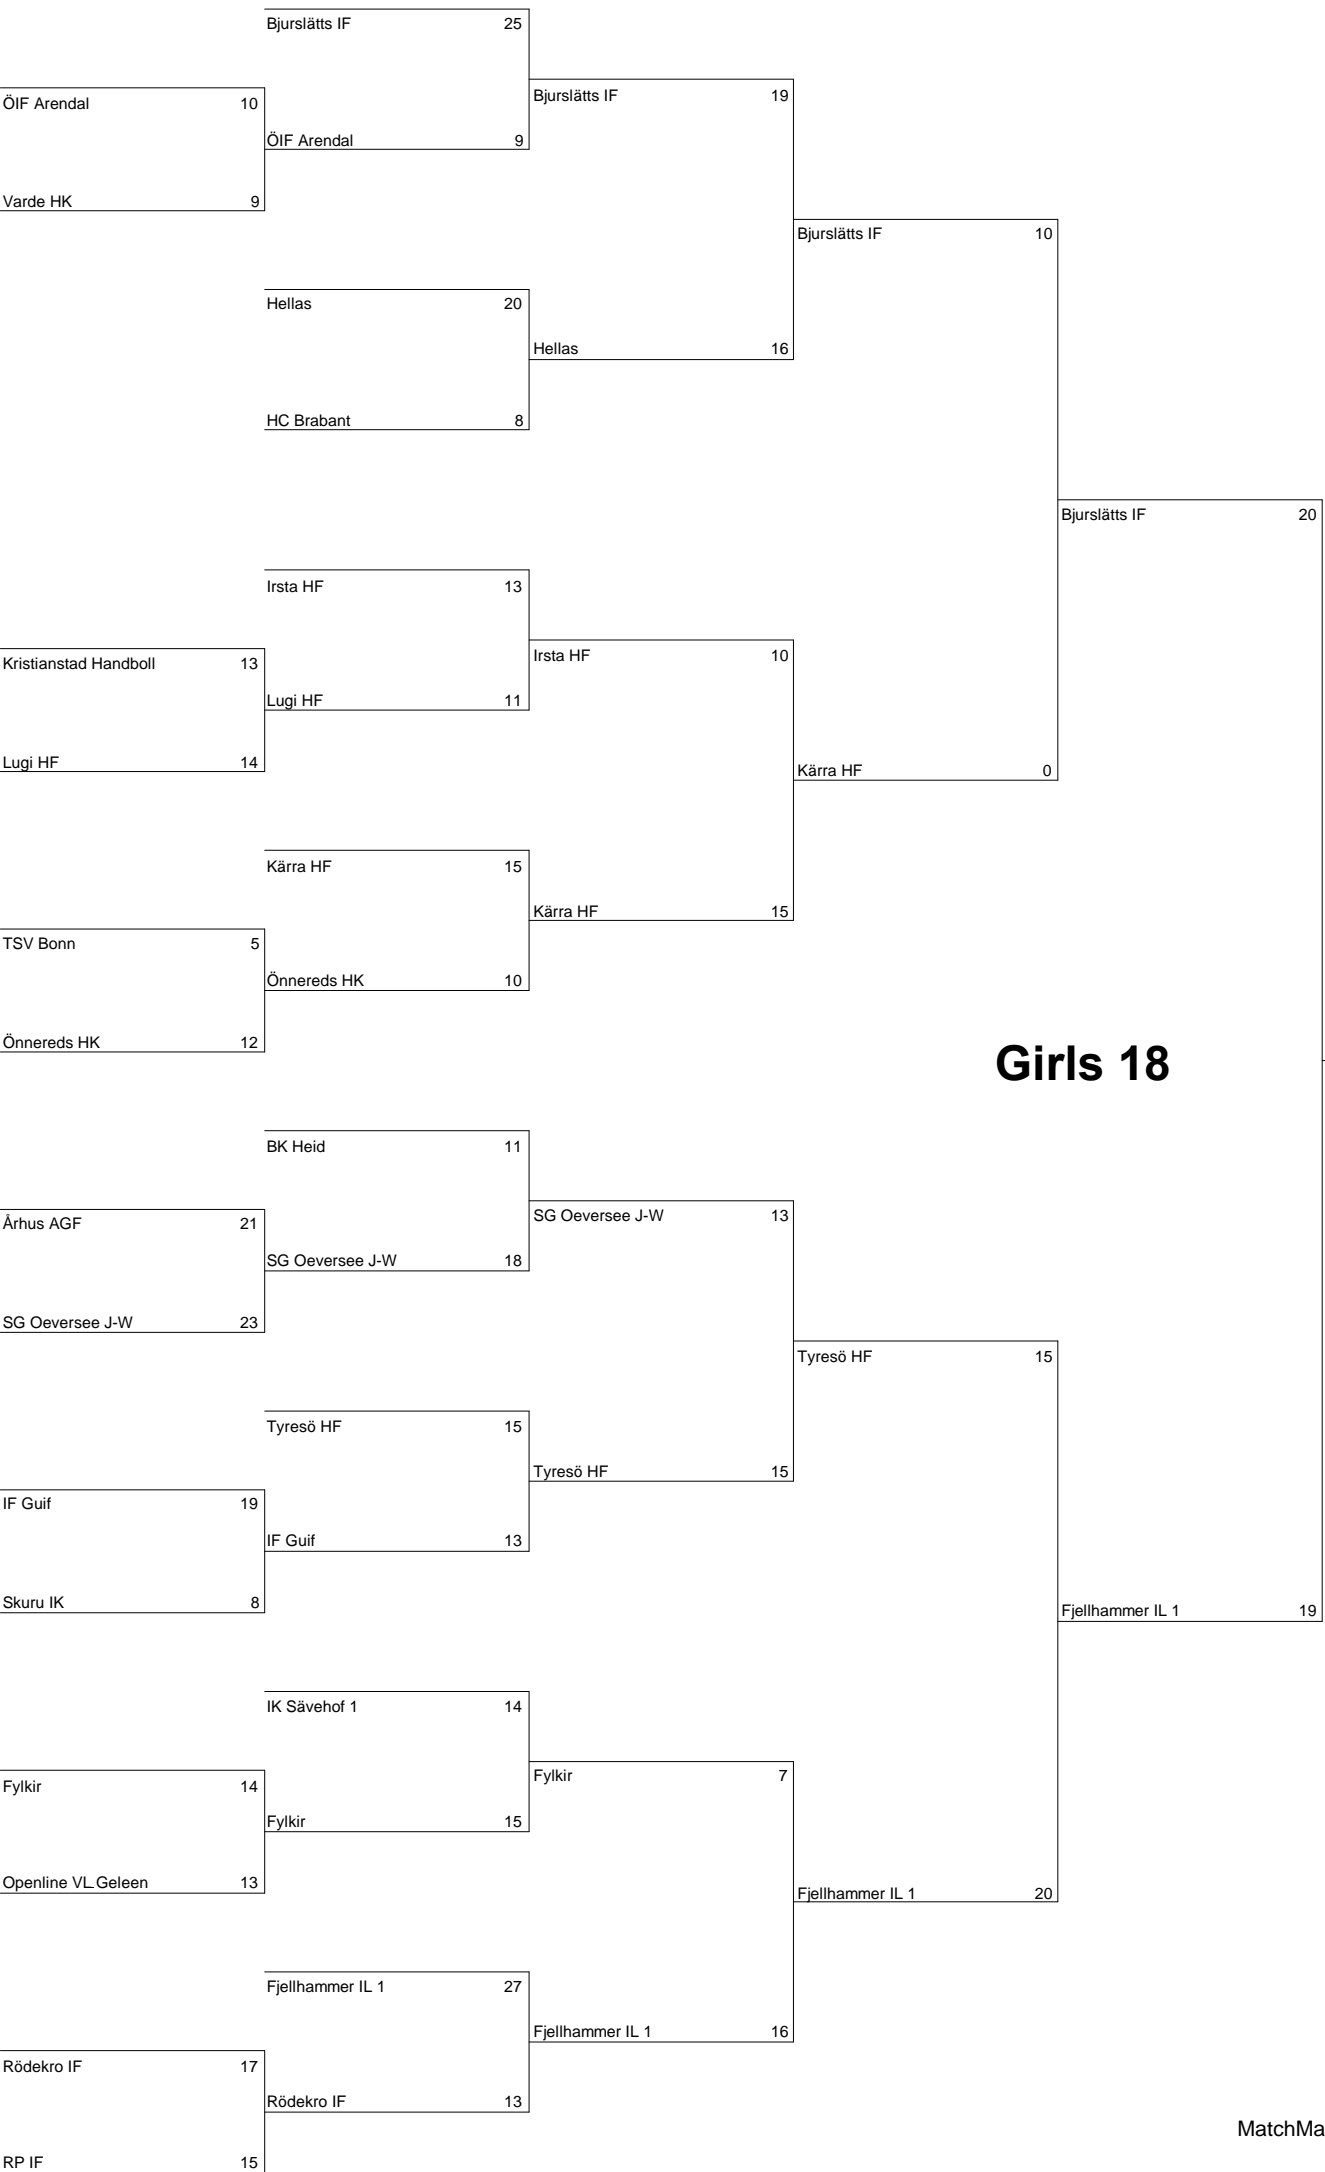 Bjurslätts IF 25
Bjurslätts IF 19
ÖIF Arendal 10
ÖIF Arendal 9
Varde HK 9
Bjurslätts IF 10
Hellas 20
Hellas 16
HC Brabant 8
Bjurslätts IF 20
Irsta HF 13
Irsta HF 10
Kristianstad Handboll 13
Lugi HF 11
Lugi HF 14
Kärra HF 0
Kärra HF 15
Kärra HF 15
TSV Bonn 5
Önnereds HK 10
Önnereds HK 12
Girls 18
BK Heid 11
SG Oeversee J-W 13
Århus AGF 21
SG Oeversee J-W 18
SG Oeversee J-W 23
Tyresö HF 15
Tyresö HF 15
Tyresö HF 15
IF Guif 19
IF Guif 13
Skuru IK 8
Fjellhammer IL 1 19
IK Sävehof 1 14
Fylkir 7
Fylkir 14
Fylkir 15
Openline VL.Geleen 13
Fjellhammer IL 1 20
Fjellhammer IL 1 27
Fjellhammer IL 1 16
Rödekro IF 17
Rödekro IF 13
MatchMa
RP IF 15